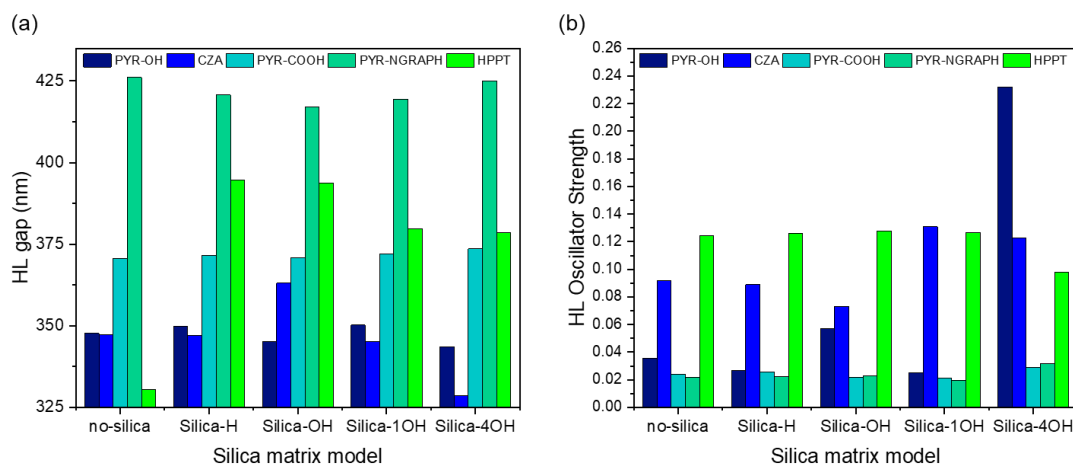 (a)
PYR-OH CZA PYR-COOH PYR-NGRAPH HPPT
425
400
375
350
325
HL gap (nm)
no-silica Silica-H Silica-OH Silica-1OH Silica-4OH
Silica matrix model
(b)
PYR-OH CZA PYR-COOH PYR-NGRAPH HPPT
0.26
0.24
0.22
0.20
0.18
0.16
0.14
0.12
0.10
0.08
0.06
0.04
0.02
0.00
HL Oscillator Strength
no-silica Silica-H Silica-OH Silica-1OH Silica-4OH
Silica matrix model